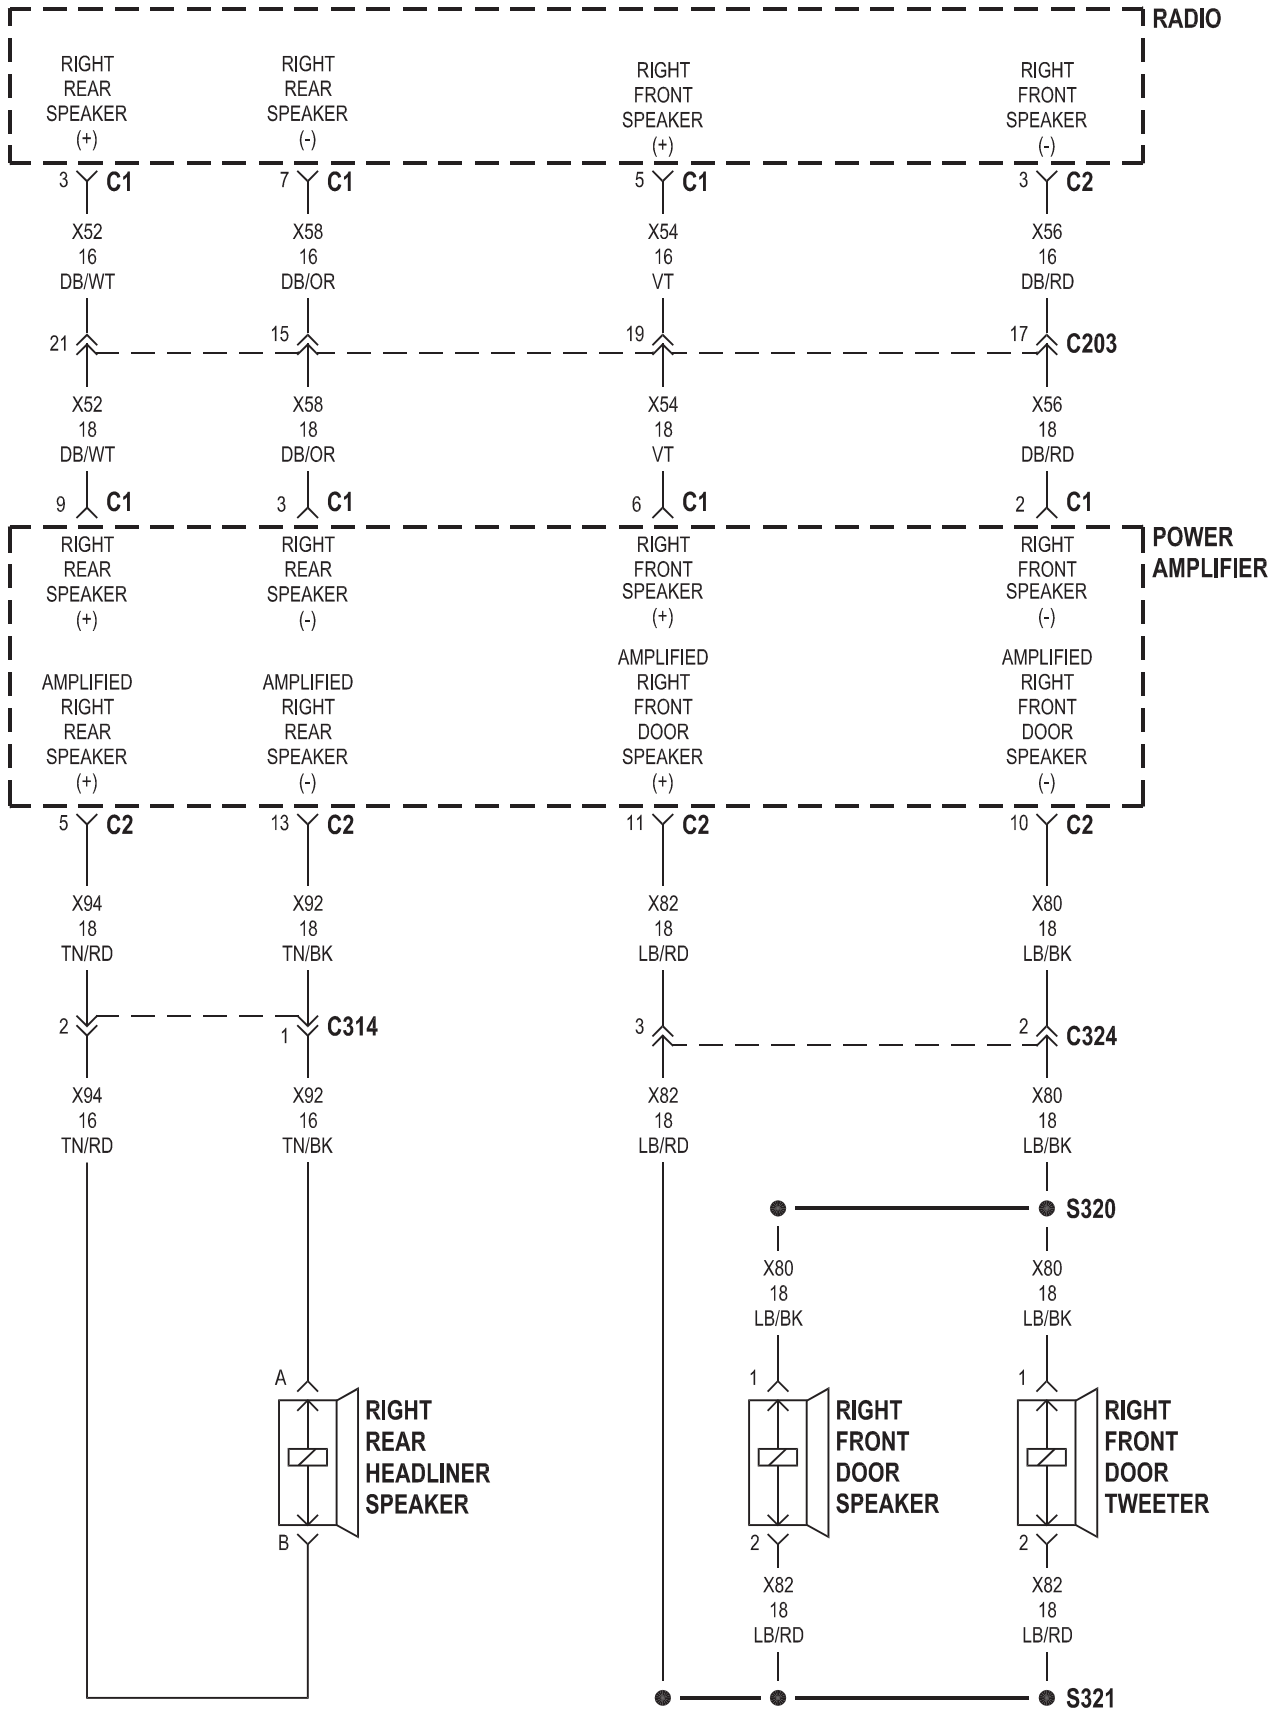 RADIO
RIGHT
REAR
SPEAKER
(+)
RIGHT
REAR
SPEAKER
(-)
RIGHT
FRONT
SPEAKER
(+)
RIGHT
FRONT
SPEAKER
(-)
3 C1
7 C1
5 C1
3 C2
X52
16
DB/WT
X58
16
DB/OR
X54
16
VT
X56
16
DB/RD
21
15
19
17
C203
X52
18
DB/WT
X58
18
DB/OR
X54
18
VT
X56
18
DB/RD
9 C1
3 C1
6 C1
2 C1
POWER
AMPLIFIER
RIGHT
REAR
SPEAKER
(+)
RIGHT
REAR
SPEAKER
(-)
RIGHT
FRONT
SPEAKER
(+)
RIGHT
FRONT
SPEAKER
(-)
AMPLIFIED
RIGHT
REAR
SPEAKER
(+)
AMPLIFIED
RIGHT
REAR
SPEAKER
(-)
AMPLIFIED
RIGHT
FRONT
DOOR
SPEAKER
(+)
AMPLIFIED
RIGHT
FRONT
DOOR
SPEAKER
(-)
5 C2
13 C2
11 C2
10 C2
X94
18
TN/RD
X92
18
TN/BK
X82
18
LB/RD
X80
18
LB/BK
2
1
C314
3
2
C324
X94
16
TN/RD
X92
16
TN/BK
X82
18
LB/RD
X80
18
LB/BK
S320
X80
18
LB/BK
X80
18
LB/BK
A
RIGHT
REAR
HEADLINER
SPEAKER
B
1
RIGHT
FRONT
DOOR
SPEAKER
2
1
RIGHT
FRONT
DOOR
TWEETER
2
X82
18
LB/RD
X82
18
LB/RD
S321